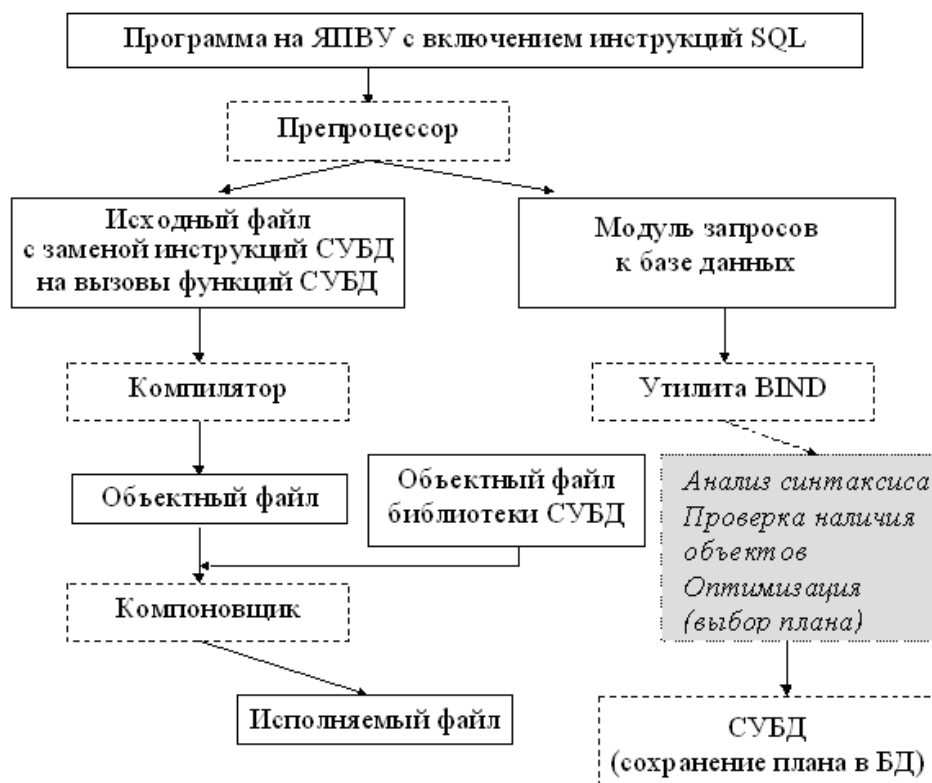 Программа на ЯПВУ с включением инструкций SQL
Препроцессор
Исходный файл
с заменой инструкций СУБД
на вызовы функций СУБД
Модуль запросов
к базе данных
Компилятор
Утилита BIND
Объектный файл
Объектный файл
библиотеки СУБД
Анализ синтаксиса
Проверка наличия
объектов
Оптимизация
(выбор плана)
Компоновщик
Исполняемый файл
СУБД
(сохранение плана в БД)